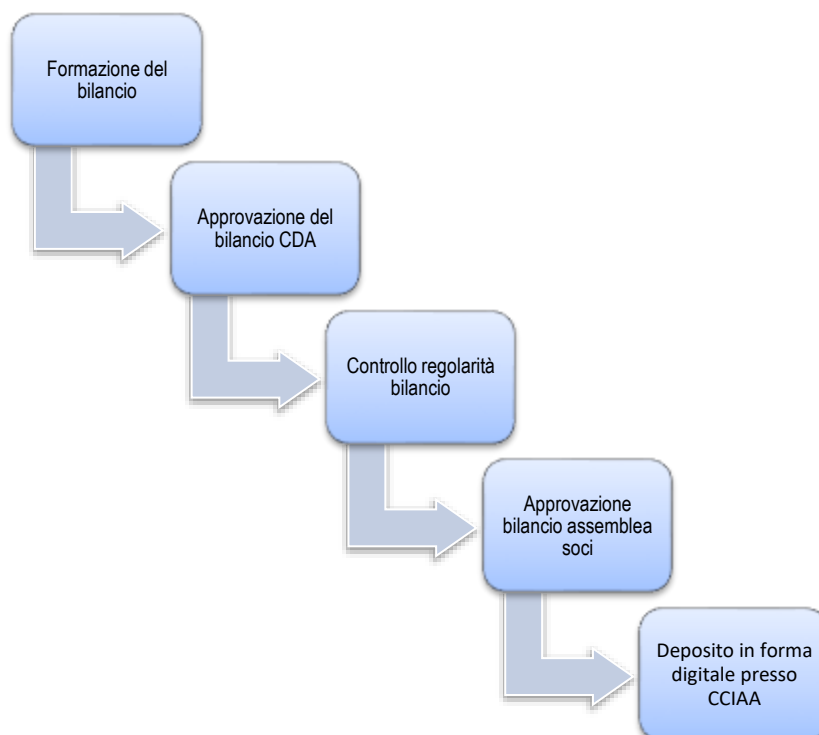 Formazione del
bilancio
Approvazione del
bilancio CDA
Controllo regolarità
bilancio
Approvazione
bilancio assemblea
soci
Deposito in forma
digitale presso
CCIAA